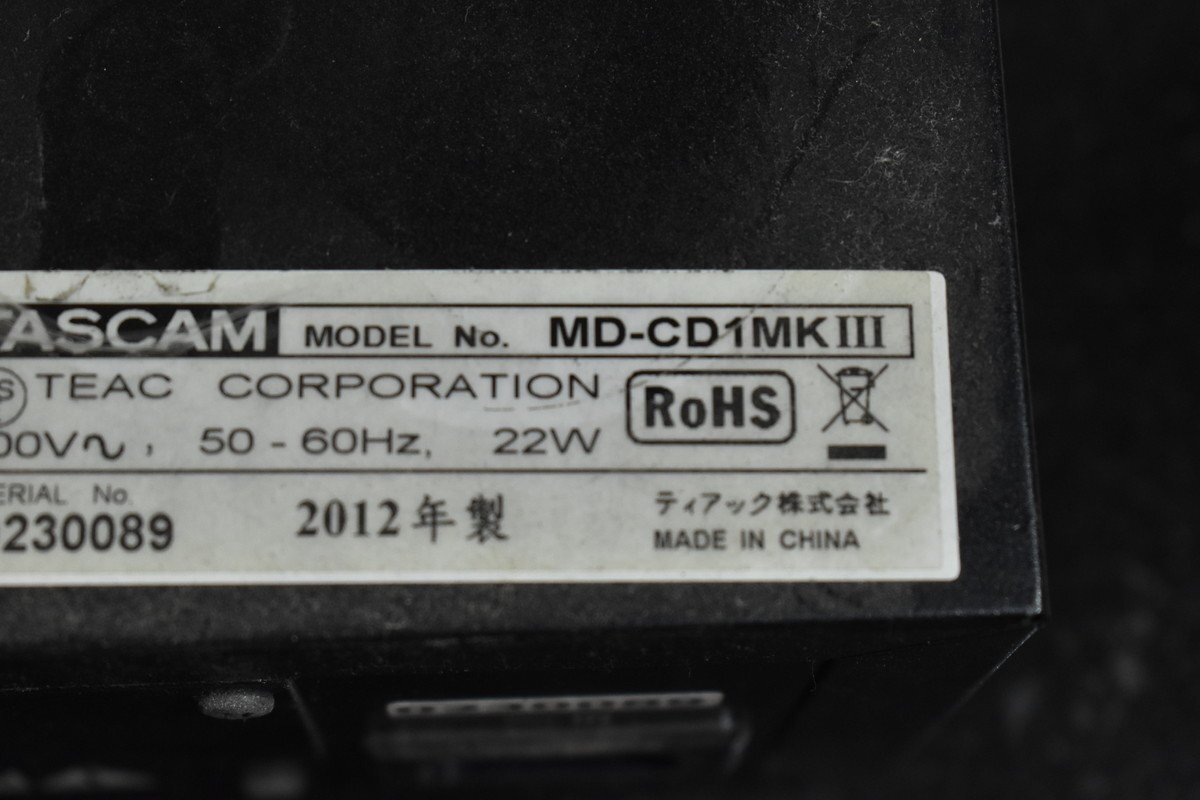 TASCAM MODEL No. MD-CD1MKIII
TEAC CORPORATION RoHS
00V～, 50-60Hz, 22W
ERIAL No.
230089 2012年製 ティアック株式会社
MADE IN CHINA